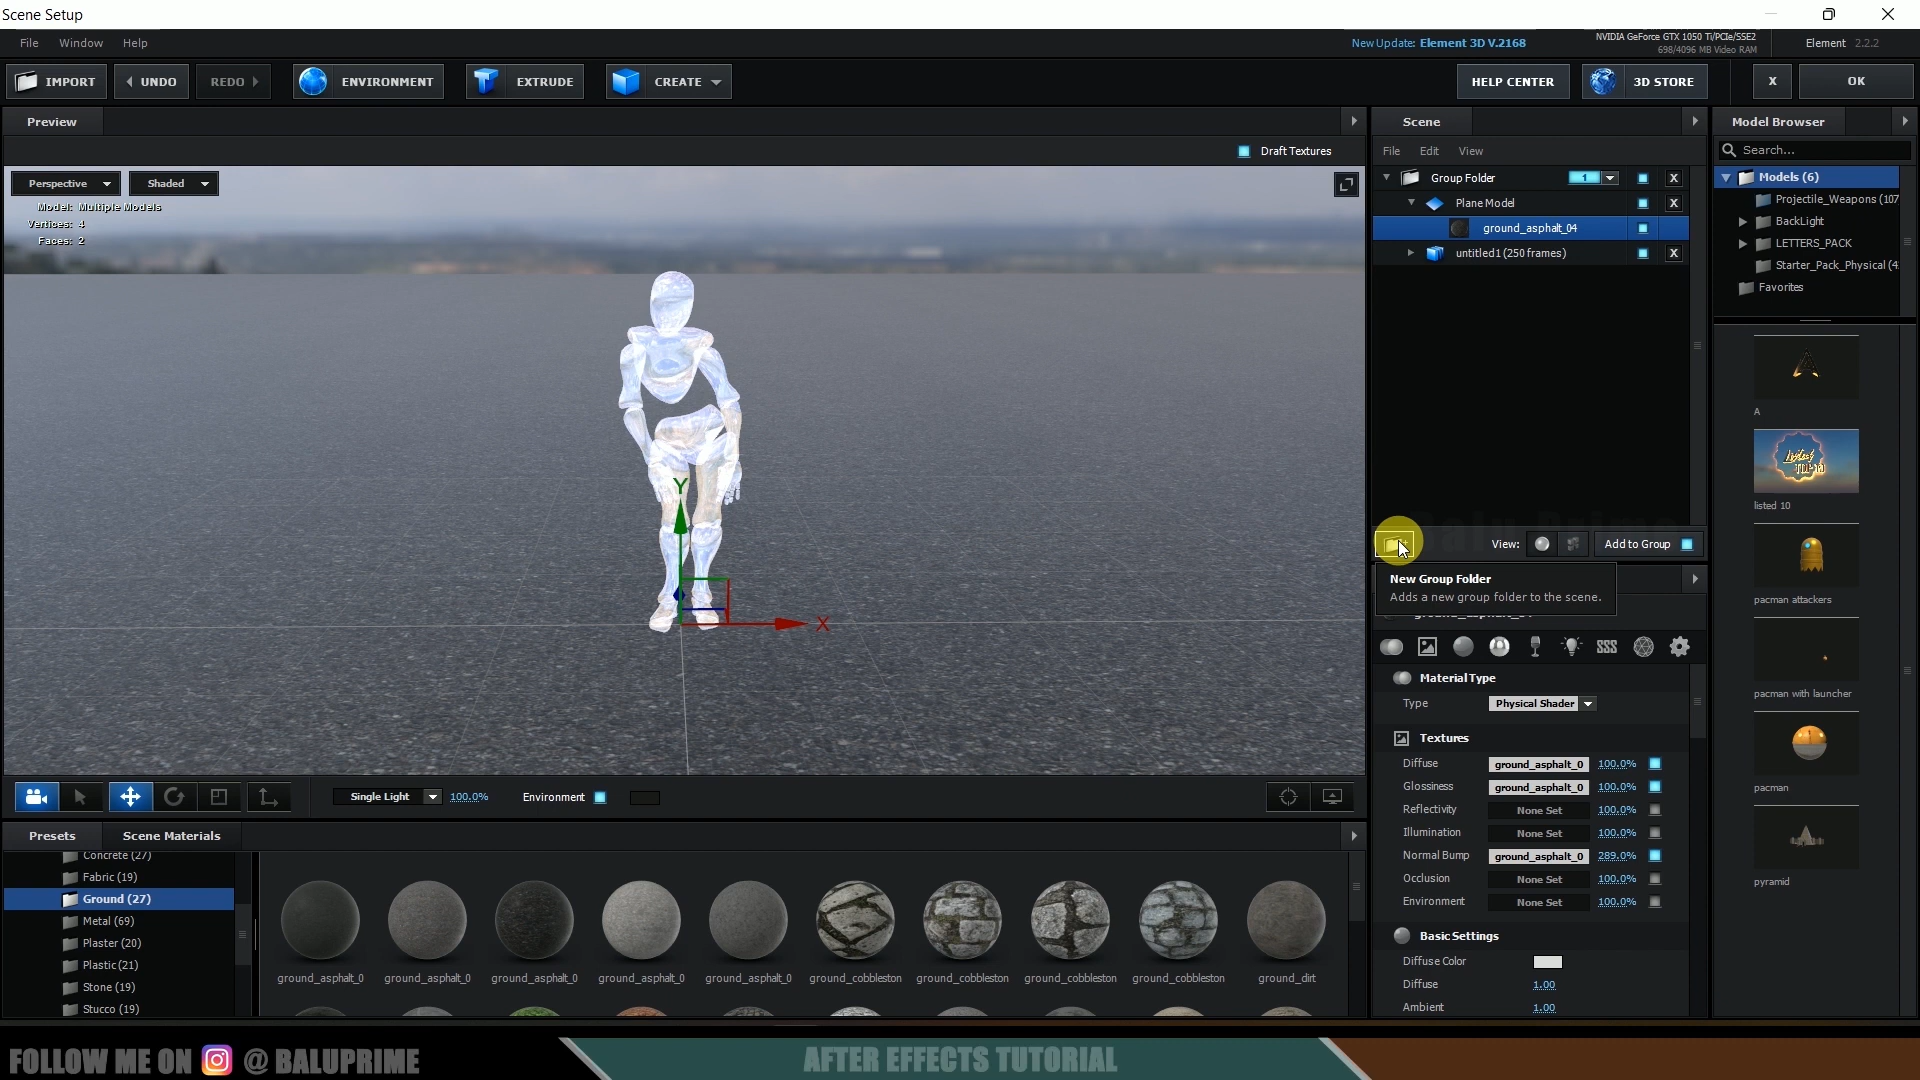 Scene Setup
File Window Help
New Update: Element 3D V.2168
NVIDIA GeForce GTX 1050 Ti/PCIe/SSE2
698/4096 MB Video RAM
Element 2.2.2
IMPORT UNDO REDO ENVIRONMENT EXTRUDE CREATE HELP CENTER 3D STORE X OK
Preview
Draft Textures
Perspective Shaded
Model: Multiple Models
Vertices: 4
Faces: 2
Y
X
Single Light 100.0% Environment
Scene
File Edit View
Group Folder 1 X
Plane Model X
ground_asphalt_04
untitled1 (250 frames) X
View: Add to Group
New Group Folder
Adds a new group folder to the scene.
Material Type
Type Physical Shader
Textures
Diffuse ground_asphalt_0 100.0%
Glossiness ground_asphalt_0 100.0%
Reflectivity None Set 100.0%
Illumination None Set 100.0%
Normal Bump ground_asphalt_0 289.0%
Occlusion None Set 100.0%
Environment None Set 100.0%
Basic Settings
Diffuse Color
Diffuse 1.00
Ambient 1.00
Model Browser
Search...
Models (6)
Projectile_Weapons (107
BackLight
LETTERS_PACK
Starter_Pack_Physical (4
Favorites
A
listed 10
pacman attackers
pacman with launcher
pacman
pyramid
Presets Scene Materials
Concrete (27)
Fabric (19)
Ground (27)
Metal (69)
Plaster (20)
Plastic (21)
Stone (19)
Stucco (19)
ground_asphalt_0 ground_asphalt_0 ground_asphalt_0 ground_asphalt_0 ground_asphalt_0 ground_cobbleston ground_cobbleston ground_cobbleston ground_cobbleston ground_dirt
FOLLOW ME ON @ BALUPRIME
AFTER EFFECTS TUTORIAL